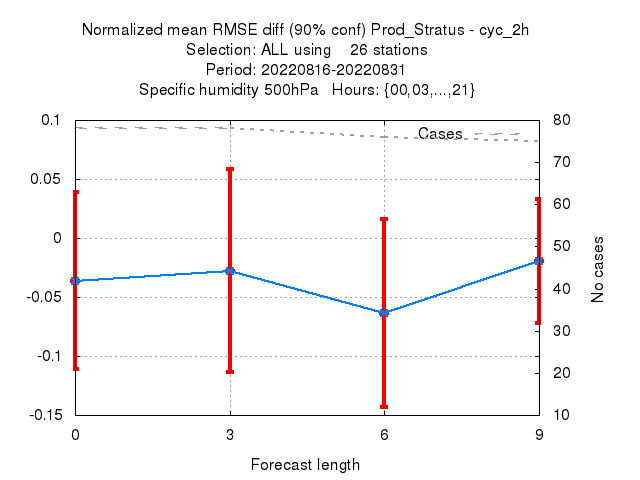 Normalized mean RMSE diff (90% conf) Prod_Stratus - cyc_2h
Selection: ALL using    26 stations
Period: 20220816-20220831
Specific humidity 500hPa   Hours: {00,03,...,21}
0.1
0.05
0
-0.05
-0.1
-0.15
Cases
80
70
60
50
40
30
20
10
No cases
0 3 6 9
Forecast length